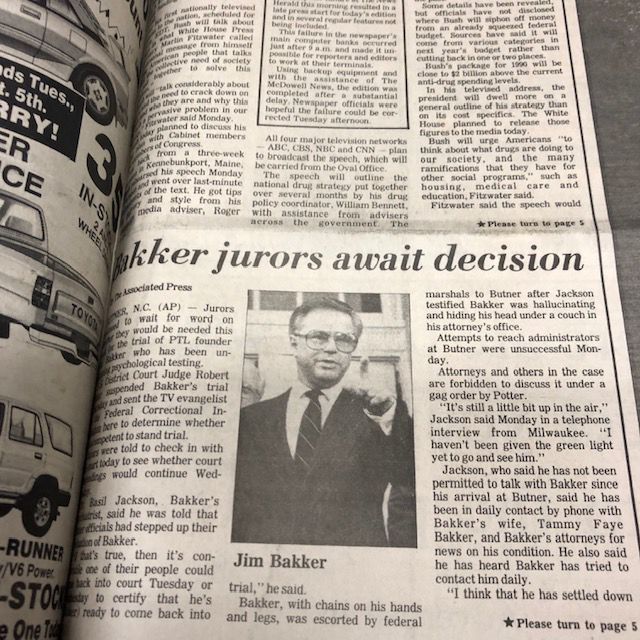 nds Tues,
. 5th.
RRY!
ER
ICE
3.
IN-S
WHEEL
TOYOTA
-RUNNER
r/V6 Power.
-STOC
e One Toda
first nationally televised
the nation, scheduled for
will talk about
White House Press
Marlin Fitzwater called
message from himself
American people that talks
collective need of society
together to solve this
talk considerably about
need to crack down on
who they are and why this
pervasive problem in our
Fitzwater said Monday.
today planned to discuss his
with Cabinet members
of Congress.
back from a three-week
Kennebunkport, Maine,
rehearsed his speech Monday
went over last-minute
of the text. He got tips
and style from his
media adviser, Roger
Herald this morning resulted in a
late press start for today's edition
and in several regular features not
being included.
This failure in the newspaper's
main computer banks occurred
just after 9 a.m. and made it im-
possible for reporters and editors
to work at their terminals.
Using backup equipment and
with the assistance of The
McDowell News, the edition was
completed after a substantial
delay. Newspaper officials were
hopeful the failure could be cor-
rected Tuesday afternoon.
All four major television networks
— ABC, CBS, NBC and CNN — plan
to broadcast the speech, which will
be carried from the Oval Office.
The speech will outline the
national drug strategy put together
over several months by his drug
policy coordinator, William Bennett,
with assistance from advisers
across the government. The
Some details have been revealed,
but officials have not disclosed
where Bush will siphon off money
from an already squeezed federal
budget. Sources have said it will
come from various categories in
next year's budget rather than
cutting back in one or two places.
Bush's package for 1990 will be
close to $2 billion above the current
anti-drug spending levels.
In his televised address, the
president will dwell more on a
general outline of his strategy than
on its cost specifics. The White
House planned to release those
figures to the media today.
Bush will urge Americans "to
think about what drugs are doing to
our society, and the many
ramifications that they have for
other social programs," such as
housing, medical care and
education, Fitzwater said.
Fitzwater said the speech would
★ Please turn to page 5
Bakker jurors await decision
The Associated Press
NER, N.C. (AP) — Jurors
to wait for word on
they would be needed this
the trial of PTL founder
Bakker who has been un-
psychological testing.
District Court Judge Robert
suspended Bakker's trial
and sent the TV evangelist
Federal Correctional In-
here to determine whether
competent to stand trial.
were told to check in with
court today to see whether court
would continue Wed-
Basil Jackson, Bakker's
said he was told that
officials had stepped up their
of Bakker.
that's true, then it's con-
one of their people could
back into court Tuesday or
to certify that he's
ready to come back into
Jim Bakker
trial," he said.
Bakker, with chains on his hands
and legs, was escorted by federal
marshals to Butner after Jackson
testified Bakker was hallucinating
and hiding his head under a couch in
his attorney's office.
Attempts to reach administrators
at Butner were unsuccessful Mon-
day.
Attorneys and others in the case
are forbidden to discuss it under a
gag order by Potter.
"It's still a little bit up in the air,"
Jackson said Monday in a telephone
interview from Milwaukee. "I
haven't been given the green light
yet to go and see him."
Jackson, who said he has not been
permitted to talk with Bakker since
his arrival at Butner, said he has
been in daily contact by phone with
Bakker's wife, Tammy Faye
Bakker, and Bakker's attorneys for
news on his condition. He also said
he has heard Bakker has tried to
contact him daily.
"I think that he has settled down
★ Please turn to page 5